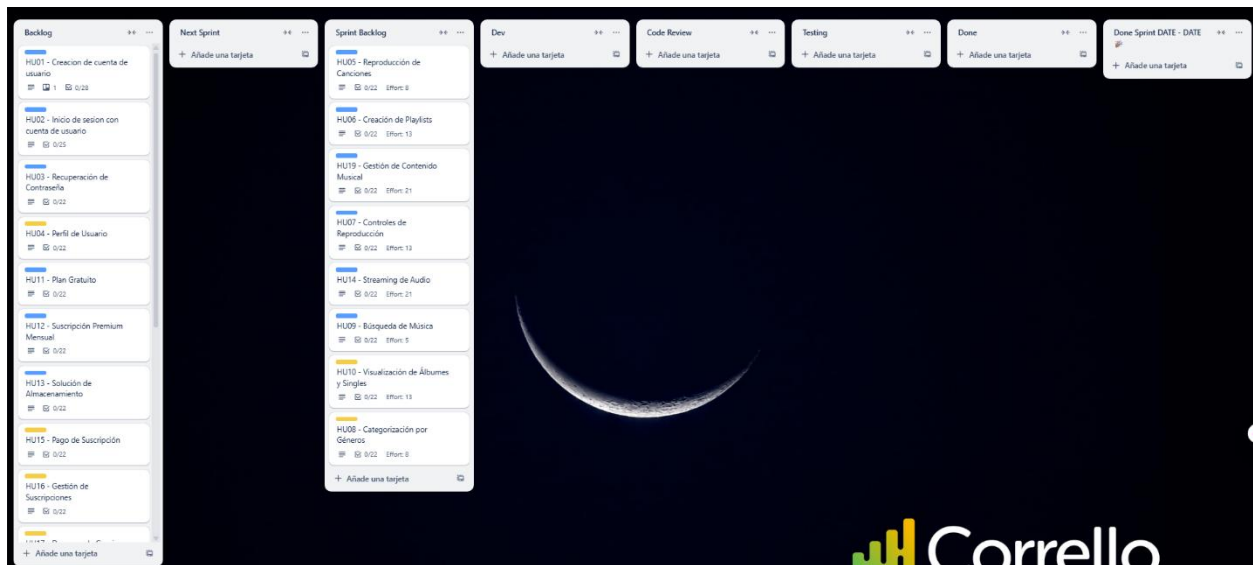 Backlog
HU01 - Creacion de cuenta de
usuario
1 0/28
HU02 - Inicio de sesion con
cuenta de usuario
0/25
HU03 - Recuperación de
Contraseña
0/22
HU04 - Perfil de Usuario
0/22
HU11 - Plan Gratuito
0/22
HU12 - Suscripción Premium
Mensual
0/22
HU13 - Solución de
Almacenamiento
0/22
HU15 - Pago de Suscripción
0/22
HU16 - Gestión de
Suscripciones
0/22
+ Añade una tarjeta
Next Sprint
+ Añade una tarjeta
Sprint Backlog
HU05 - Reproducción de
Canciones
0/22 Effort: 8
HU06 - Creación de Playlists
0/22 Effort: 13
HU19 - Gestión de Contenido
Musical
0/22 Effort: 21
HU07 - Controles de
Reproducción
0/22 Effort: 13
HU14 - Streaming de Audio
0/22 Effort: 21
HU09 - Búsqueda de Música
0/22 Effort: 5
HU10 - Visualización de Álbumes
y Singles
0/22 Effort: 13
HU08 - Categorización por
Géneros
0/22 Effort: 8
+ Añade una tarjeta
Dev
+ Añade una tarjeta
Code Review
+ Añade una tarjeta
Testing
+ Añade una tarjeta
Done
+ Añade una tarjeta
Done Sprint DATE - DATE
🎉
+ Añade una tarjeta
Corrello